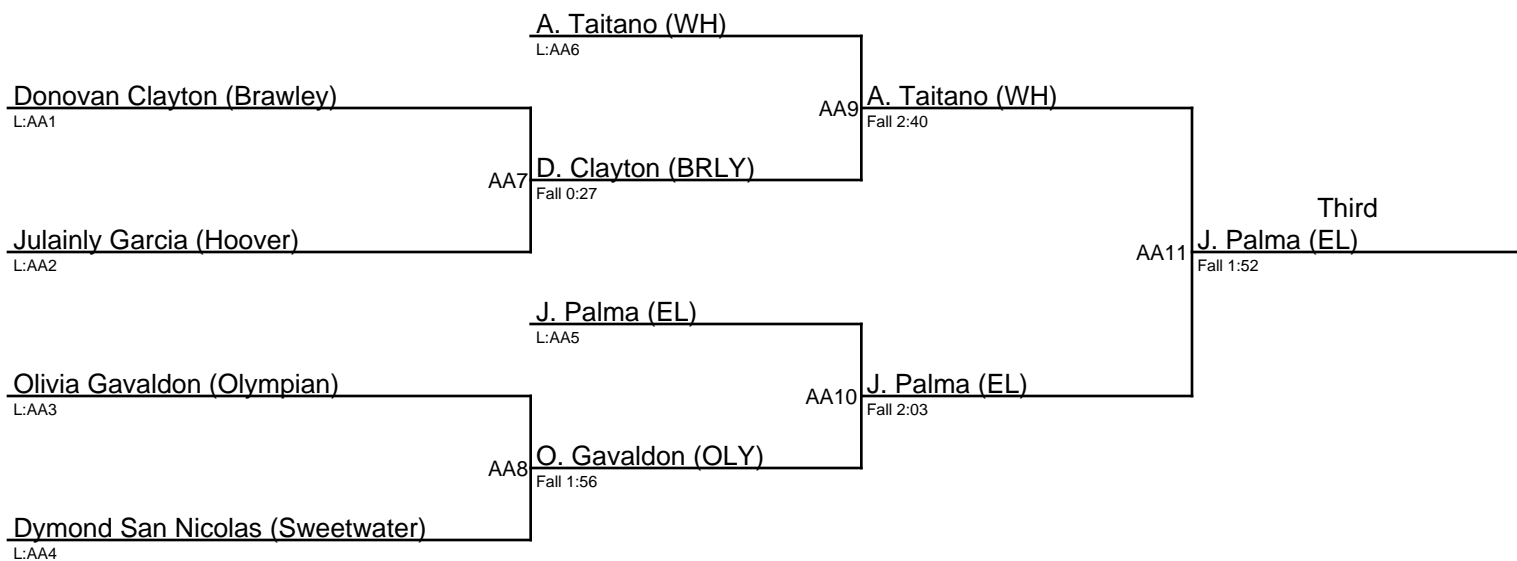 A. Taitano (WH)
L:AA6
Donovan Clayton (Brawley)
L:AA1
AA9
A. Taitano (WH)
Fall 2:40
AA7
D. Clayton (BRLY)
Fall 0:27
Third
Julainly Garcia (Hoover)
L:AA2
AA11
J. Palma (EL)
Fall 1:52
J. Palma (EL)
L:AA5
Olivia Gavaldon (Olympian)
L:AA3
AA10
J. Palma (EL)
Fall 2:03
AA8
O. Gavaldon (OLY)
Fall 1:56
Dymond San Nicolas (Sweetwater)
L:AA4